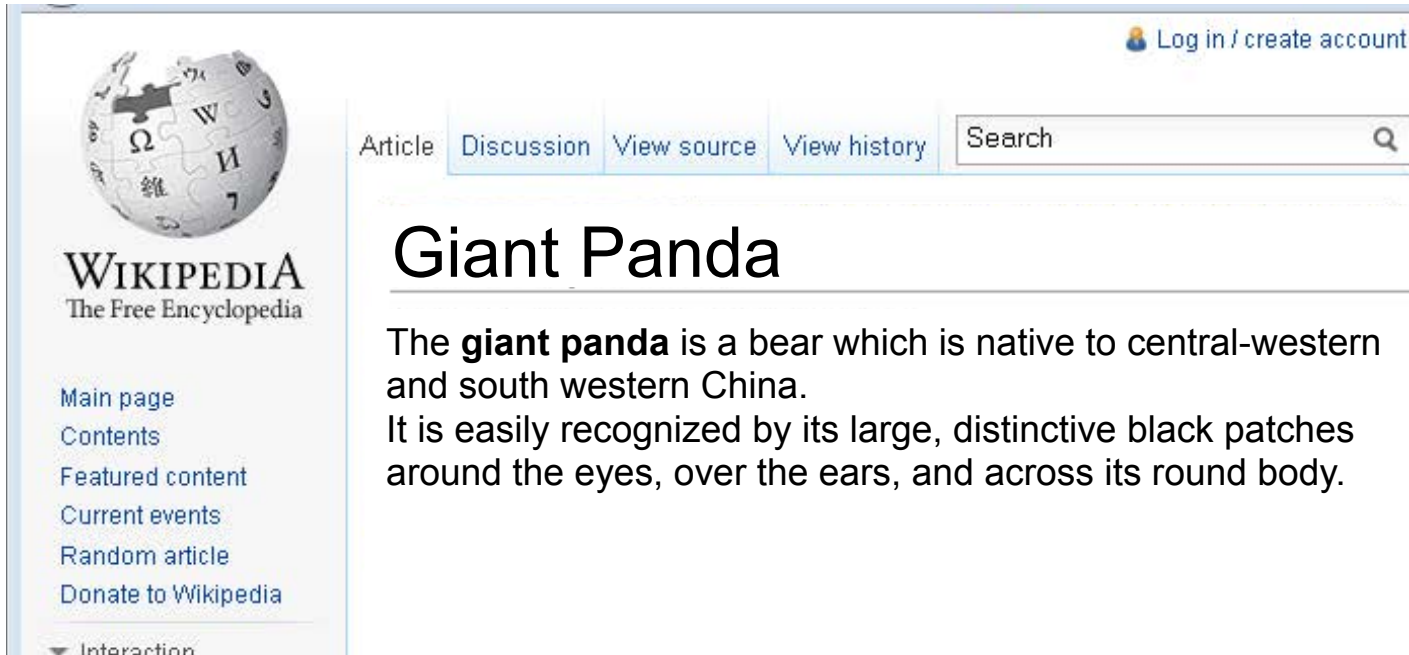 Log in / create account
Article Discussion View source View history Search
Ω W И 維 7
WIKIPEDIA
The Free Encyclopedia
Giant Panda
The giant panda is a bear which is native to central-western
and south western China.
It is easily recognized by its large, distinctive black patches
around the eyes, over the ears, and across its round body.
Main page
Contents
Featured content
Current events
Random article
Donate to Wikipedia
Interaction